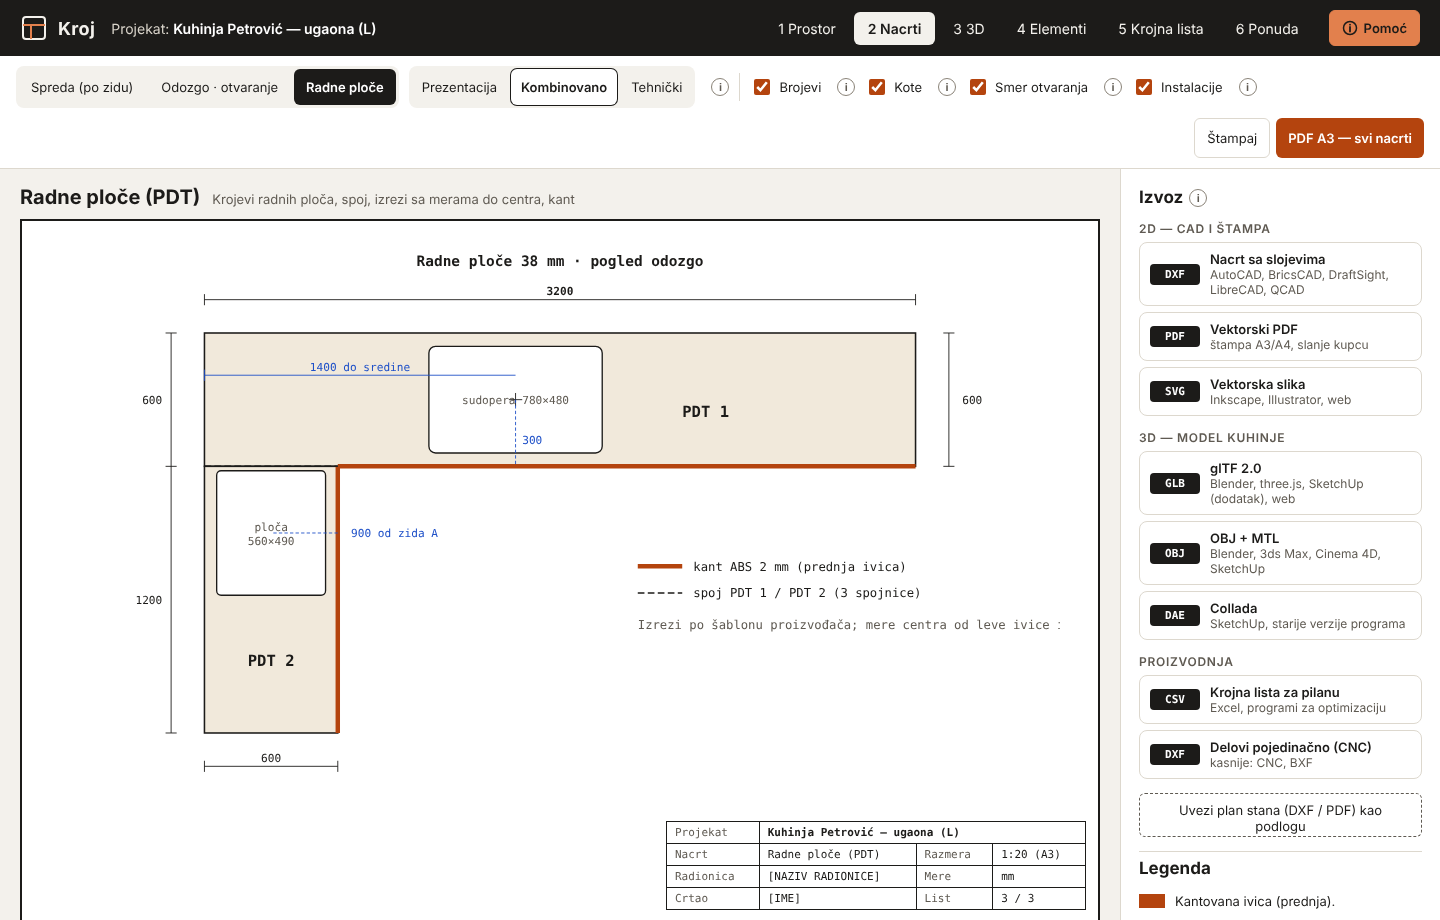 Kroj
Projekat: Kuhinja Petrović — ugaona (L)
1 Prostor
2 Nacrti
3 3D
4 Elementi
5 Krojna lista
6 Ponuda
Pomoć
Spreda (po zidu)
Odozgo · otvaranje
Radne ploče
Prezentacija
Kombinovano
Tehnički
Brojevi
Kote
Smer otvaranja
Instalacije
Štampaj
PDF A3 — svi nacrti
Radne ploče (PDT)
Krojevi radnih ploča, spoj, izrezi sa merama do centra, kant
Radne ploče 38 mm · pogled odozgo
3200
1400 do sredine
600
sudopera 780×480
PDT 1
600
300
ploča
560×490
900 od zida A
1200
PDT 2
600
kant ABS 2 mm (prednja ivica)
spoj PDT 1 / PDT 2 (3 spojnice)
Izrezi po šablonu proizvođača; mere centra od leve ivice
Projekat
Kuhinja Petrović — ugaona (L)
Nacrt
Radne ploče (PDT)
Razmera
1:20 (A3)
Radionica
[NAZIV RADIONICE]
Mere
mm
Crtao
[IME]
List
3 / 3
Izvoz
2D — CAD I ŠTAMPA
DXF
Nacrt sa slojevima
AutoCAD, BricsCAD, DraftSight,
LibreCAD, QCAD
PDF
Vektorski PDF
štampa A3/A4, slanje kupcu
SVG
Vektorska slika
Inkscape, Illustrator, web
3D — MODEL KUHINJE
GLB
glTF 2.0
Blender, three.js, SketchUp
(dodatak), web
OBJ
OBJ + MTL
Blender, 3ds Max, Cinema 4D,
SketchUp
DAE
Collada
SketchUp, starije verzije programa
PROIZVODNJA
CSV
Krojna lista za pilanu
Excel, programi za optimizaciju
DXF
Delovi pojedinačno (CNC)
kasnije: CNC, BXF
Uvezi plan stana (DXF / PDF) kao
podlogu
Legenda
Kantovana ivica (prednja).